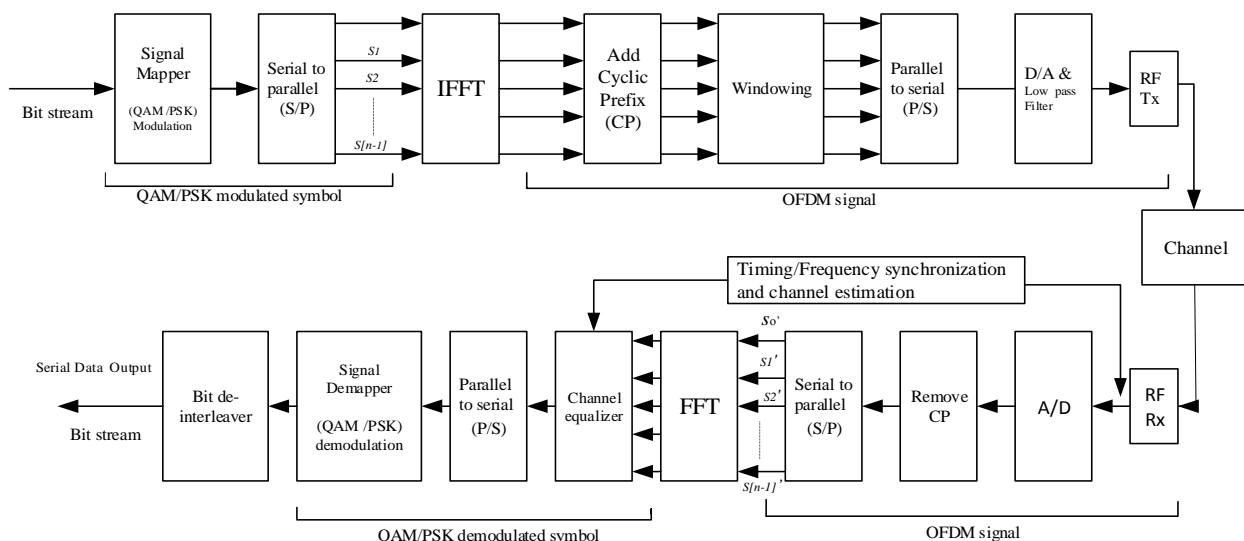 Bit stream
Signal
Mapper
(QAM /PSK)
Modulation
Serial to
parallel
(S/P)
S1
S2
S[n-1]
IFFT
Add
Cyclic
Prefix
(CP)
Windowing
Parallel
to serial
(P/S)
D/A &
Low pass
Filter
RF
Tx
QAM/PSK modulated symbol
OFDM signal
Channel
Timing/Frequency synchronization
and channel estimation
Serial Data Output
Bit stream
Bit de-
interleaver
Signal
Demapper
(QAM /PSK)
demodulation
Parallel
to serial
(P/S)
Channel
equalizer
FFT
So'
S1'
S2'
S[n-1]'
Serial to
parallel
(S/P)
Remove
CP
A/D
RF
Rx
QAM/PSK demodulated symbol
OFDM signal